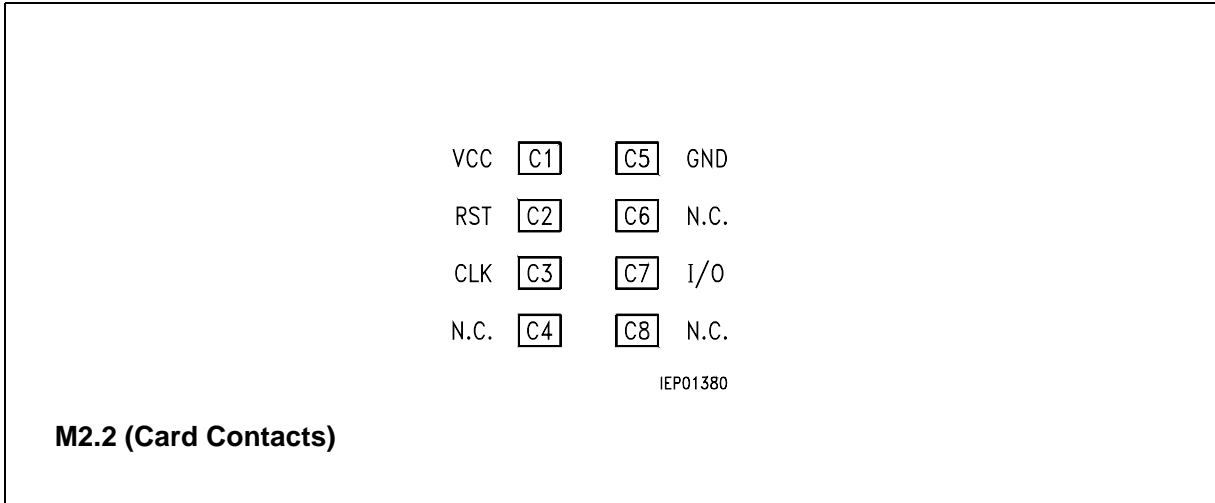 VCC C1 C5 GND
RST C2 C6 N.C.
CLK C3 C7 I/O
N.C. C4 C8 N.C.
IEP01380
M2.2 (Card Contacts)